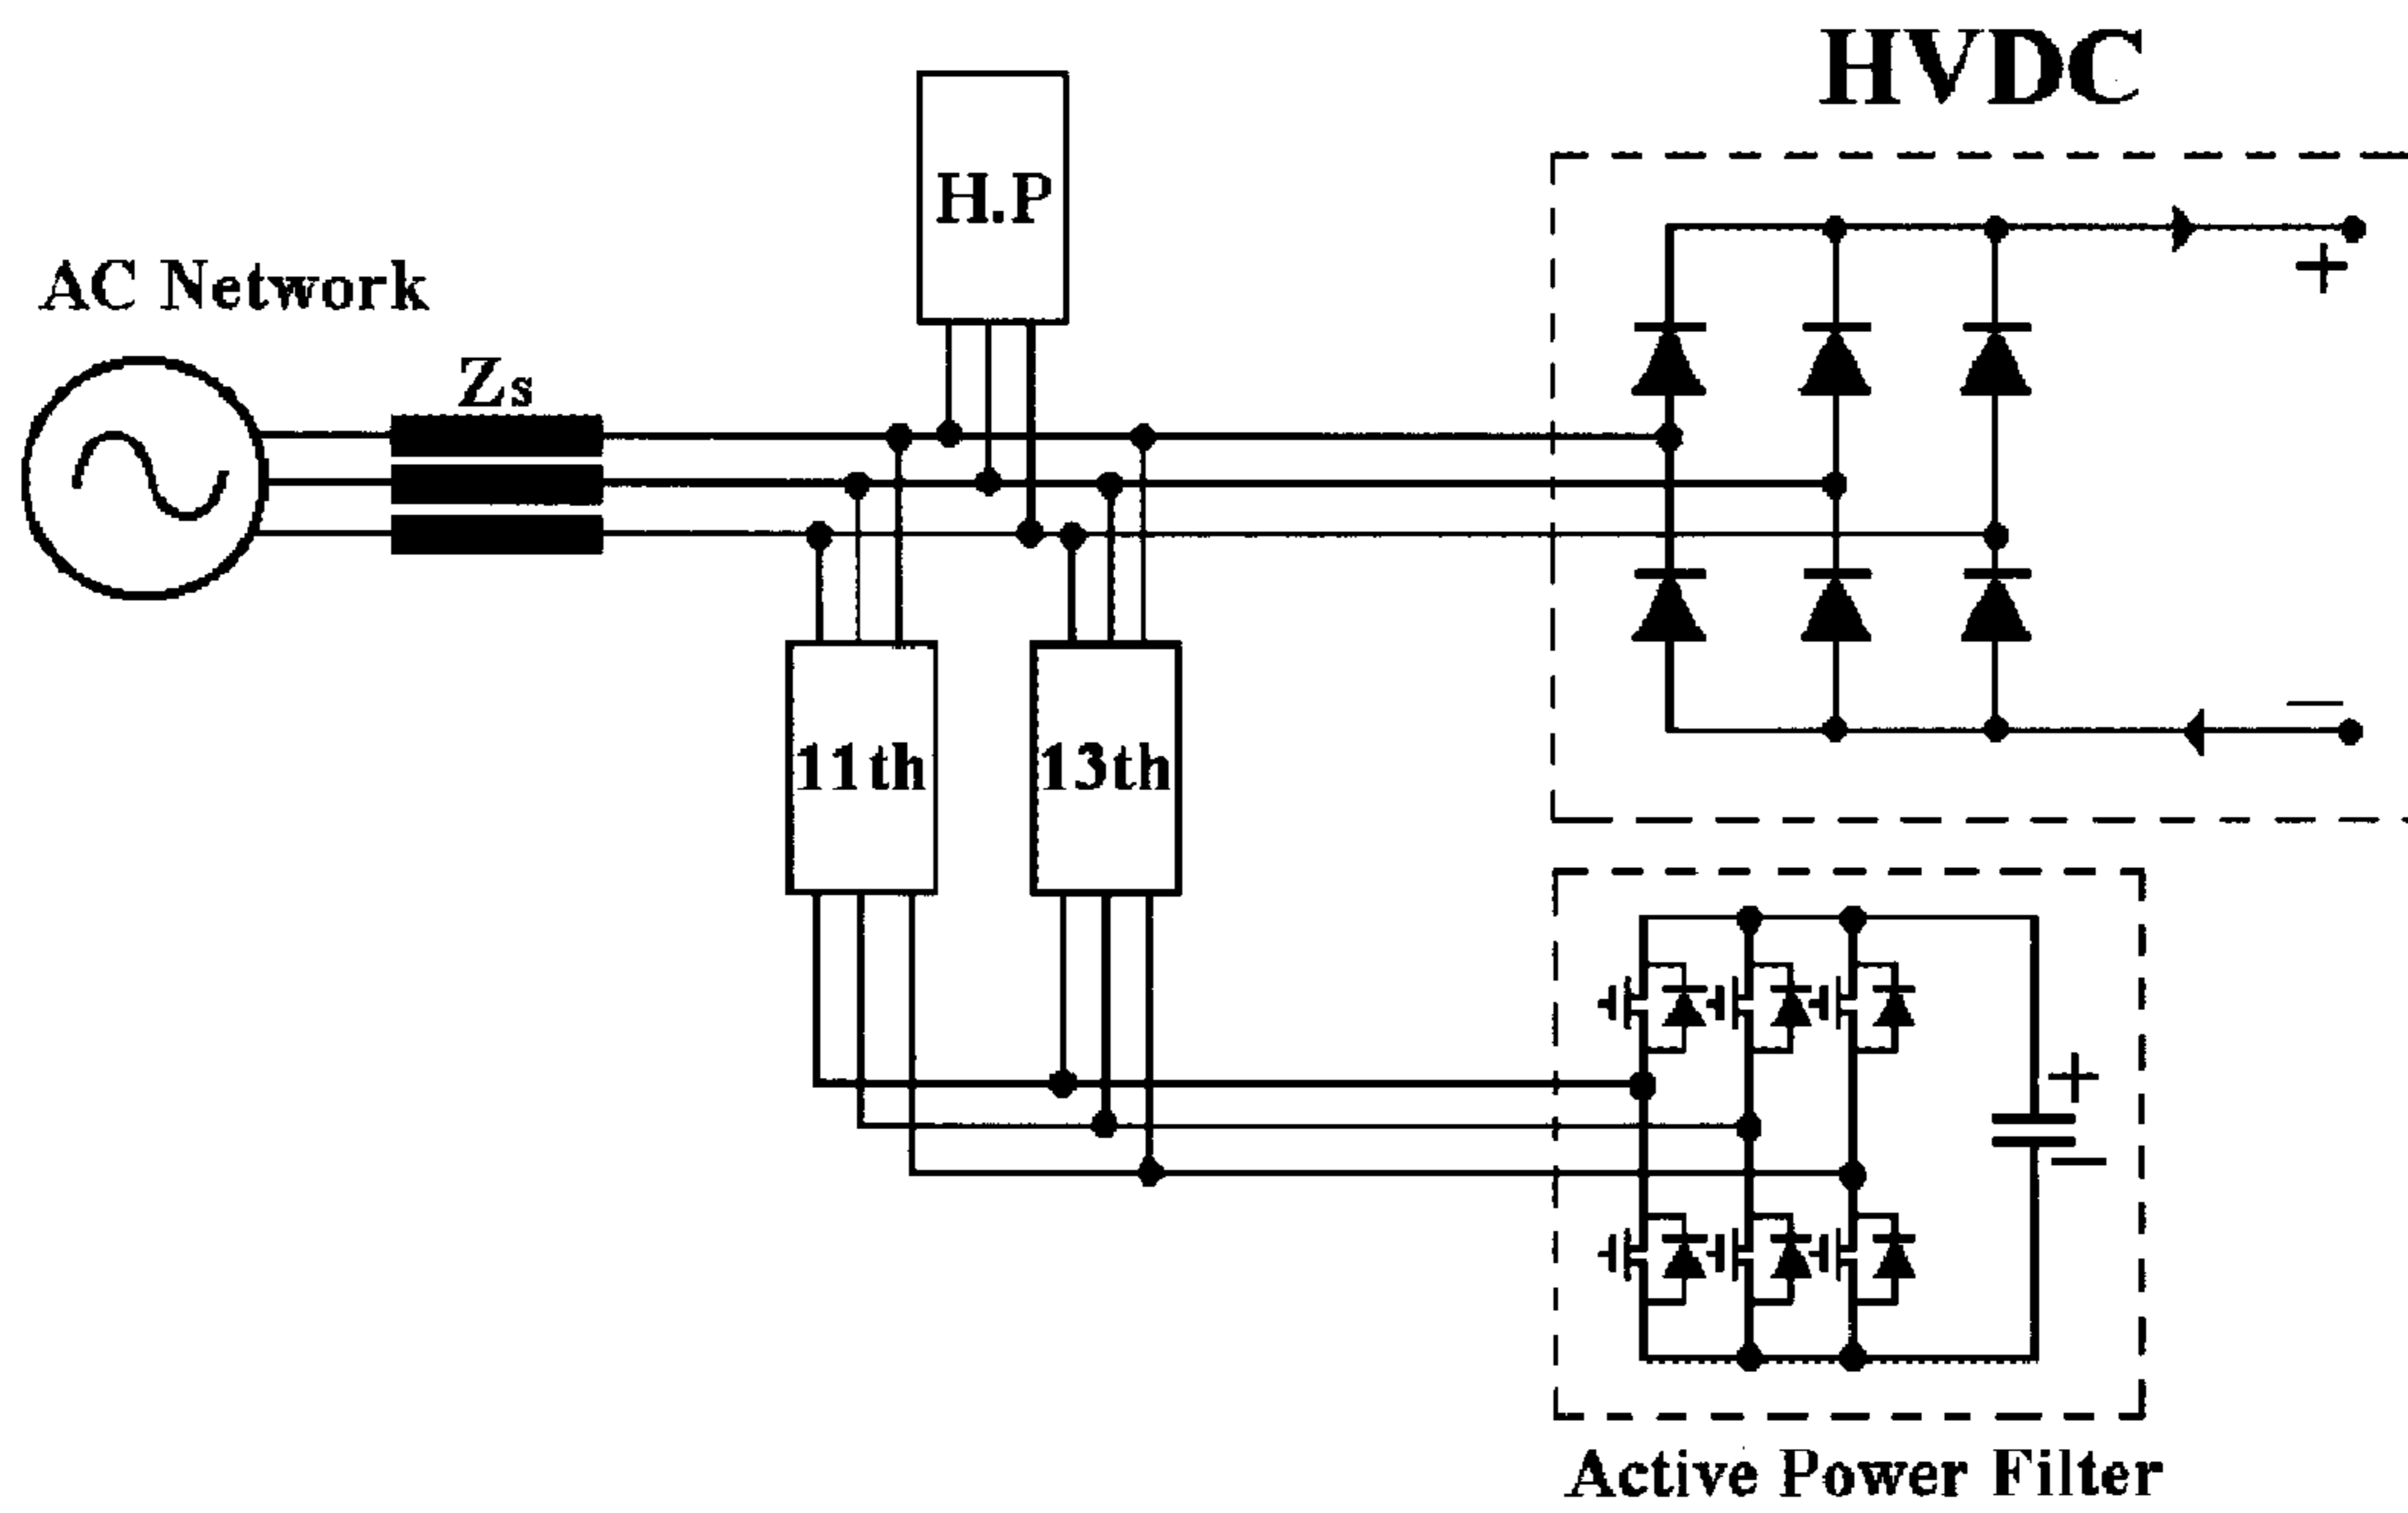 HVDC
H.P
AC Network
Zs
+
−
11th
13th
+
−
Active Power Filter